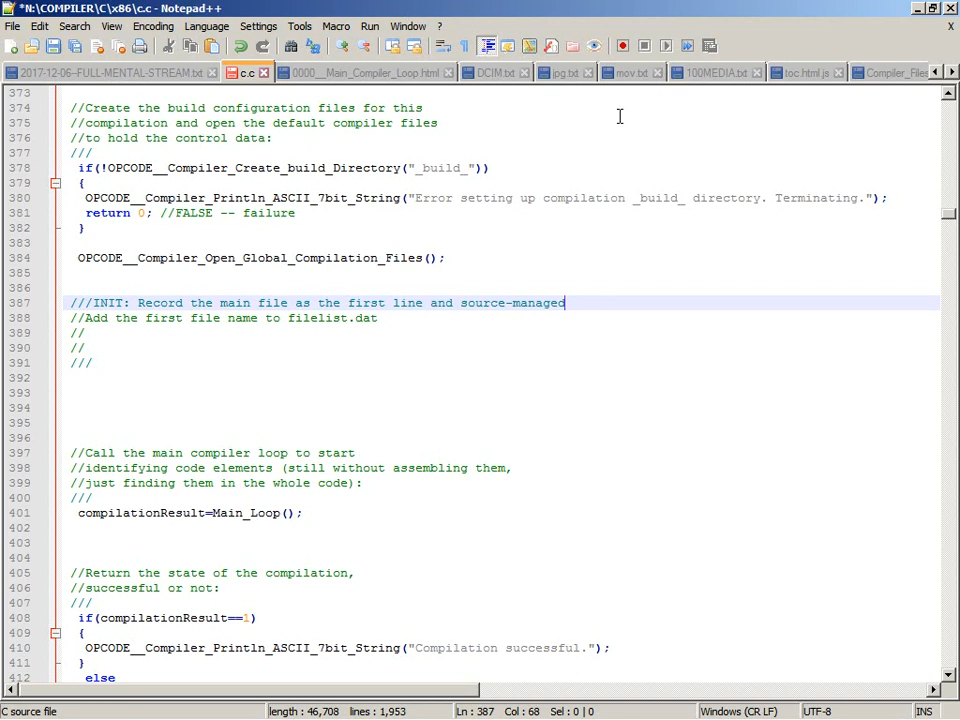 *N:\COMPILER\C\x86\c.c - Notepad++
File Edit Search View Encoding Language Settings Tools Macro Run Window ? X
2017-12-06-FULL-MENTAL-STREAM.txt c.c 0000__Main_Compiler_Loop.html DCIM.txt jpg.txt mov.txt 100MEDIA.txt toc.html.js Compiler_Files
373
374 //Create the build configuration files for this
375 //compilation and open the default compiler files
376 //to hold the control data:
377 ///
378 if(!OPCODE__Compiler_Create_build_Directory("_build_"))
379 {
380 OPCODE__Compiler_Println_ASCII_7bit_String("Error setting up compilation _build_ directory. Terminating.");
381 return 0; //FALSE -- failure
382 }
383
384 OPCODE__Compiler_Open_Global_Compilation_Files();
385
386
387 ///INIT: Record the main file as the first line and source-managed
388 //Add the first file name to filelist.dat
389 //
390 //
391 ///
392
393
394
395
396
397 //Call the main compiler loop to start
398 //identifying code elements (still without assembling them,
399 //just finding them in the whole code):
400 ///
401 compilationResult=Main_Loop();
402
403
404
405 //Return the state of the compilation,
406 //successful or not:
407 ///
408 if(compilationResult==1)
409 {
410 OPCODE__Compiler_Println_ASCII_7bit_String("Compilation successful.");
411 }
412 else
C source file length : 46,708 lines : 1,953 Ln : 387 Col : 68 Sel : 0 | 0 Windows (CR LF) UTF-8 INS